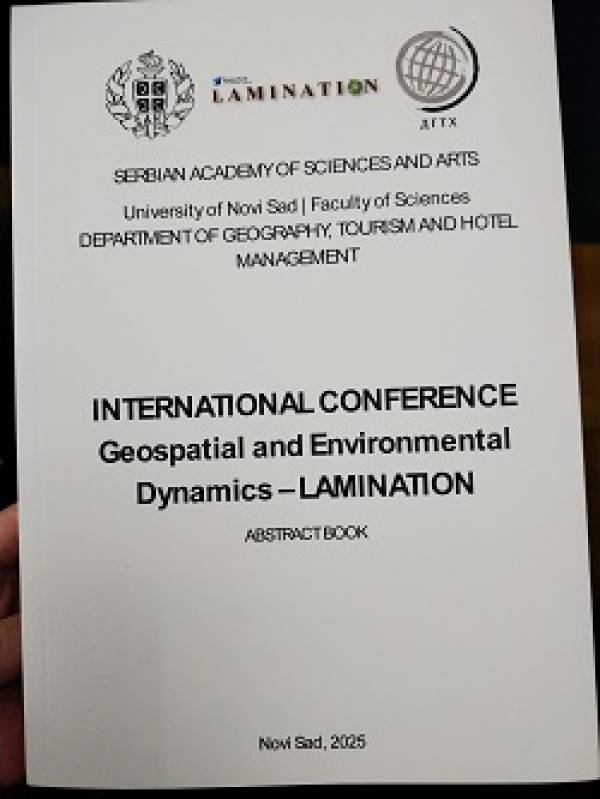 LAMINATION
ДГТХ
SERBIAN ACADEMY OF SCIENCES AND ARTS
University of Novi Sad | Faculty of Sciences
DEPARTMENT OF GEOGRAPHY, TOURISM AND HOTEL
MANAGEMENT
INTERNATIONAL CONFERENCE
Geospatial and Environmental
Dynamics – LAMINATION
ABSTRACT BOOK
Novi Sad, 2025